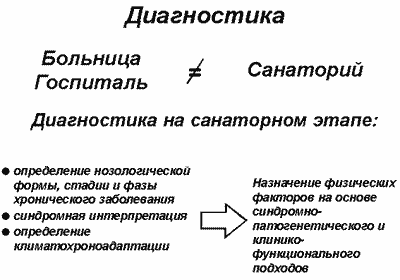 Диагностика
Больница
Госпиталь
≠
Санаторий
Диагностика на санаторном этапе:
● определение нозологической
формы, стадии и фазы
хронического заболевания
● синдромная интерпретация
● определение
климатохроноадаптации
Назначение физических
факторов на основе
синдромно-
патогенетического и
клинико-
функционального
подходов